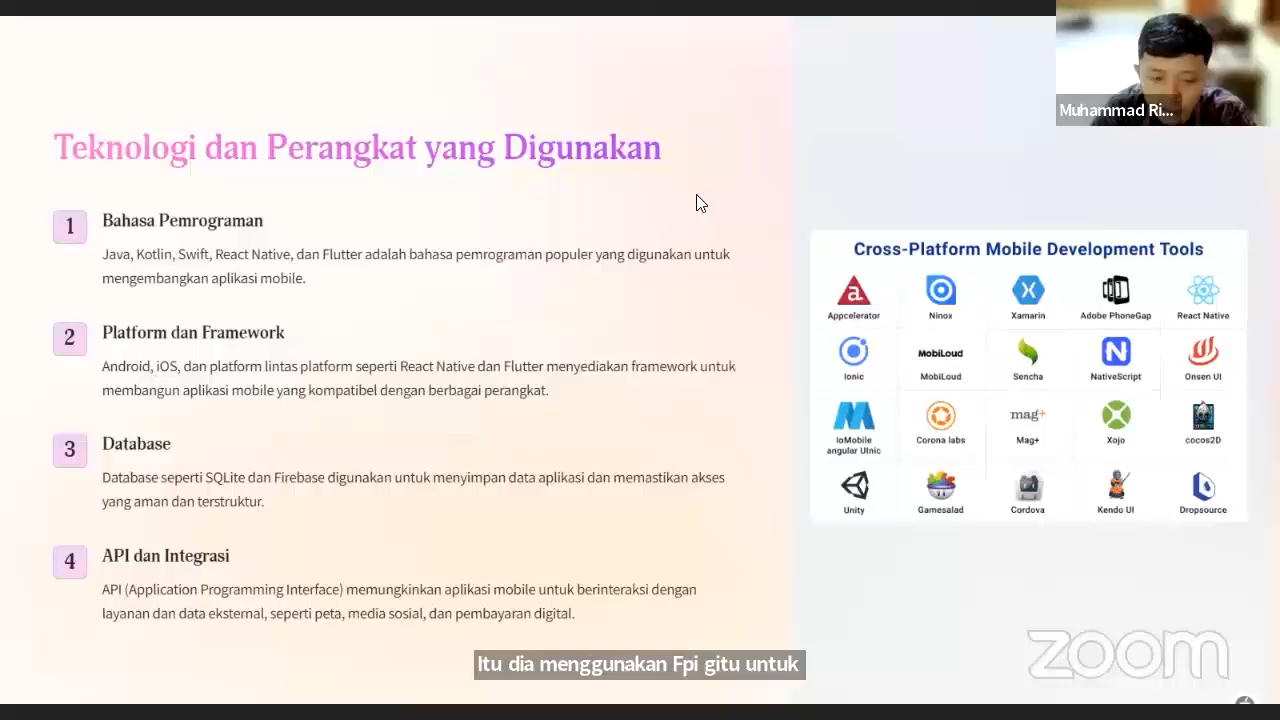 Muhammad Ri...
Teknologi dan Perangkat yang Digunakan
1
Bahasa Pemrograman
Java, Kotlin, Swift, React Native, dan Flutter adalah bahasa pemrograman populer yang digunakan untuk
mengembangkan aplikasi mobile.
2
Platform dan Framework
Android, iOS, dan platform lintas platform seperti React Native dan Flutter menyediakan framework untuk
membangun aplikasi mobile yang kompatibel dengan berbagai perangkat.
3
Database
Database seperti SQLite dan Firebase digunakan untuk menyimpan data aplikasi dan memastikan akses
yang aman dan terstruktur.
4
API dan Integrasi
API (Application Programming Interface) memungkinkan aplikasi mobile untuk berinteraksi dengan
layanan dan data eksternal, seperti peta, media sosial, dan pembayaran digital.
Cross-Platform Mobile Development Tools
Appcelerator Ninox Xamarin Adobe PhoneGap React Native
MobiLoud
Ionic MobiLoud Sencha NativeScript Onsen UI
mag+
IoMobile Corona labs Mag+ Xojo cocos2D
angular UInic
Unity Gamesalad Cordova Kendo UI Dropsource
Itu dia menggunakan Fpi gitu untuk
zoom